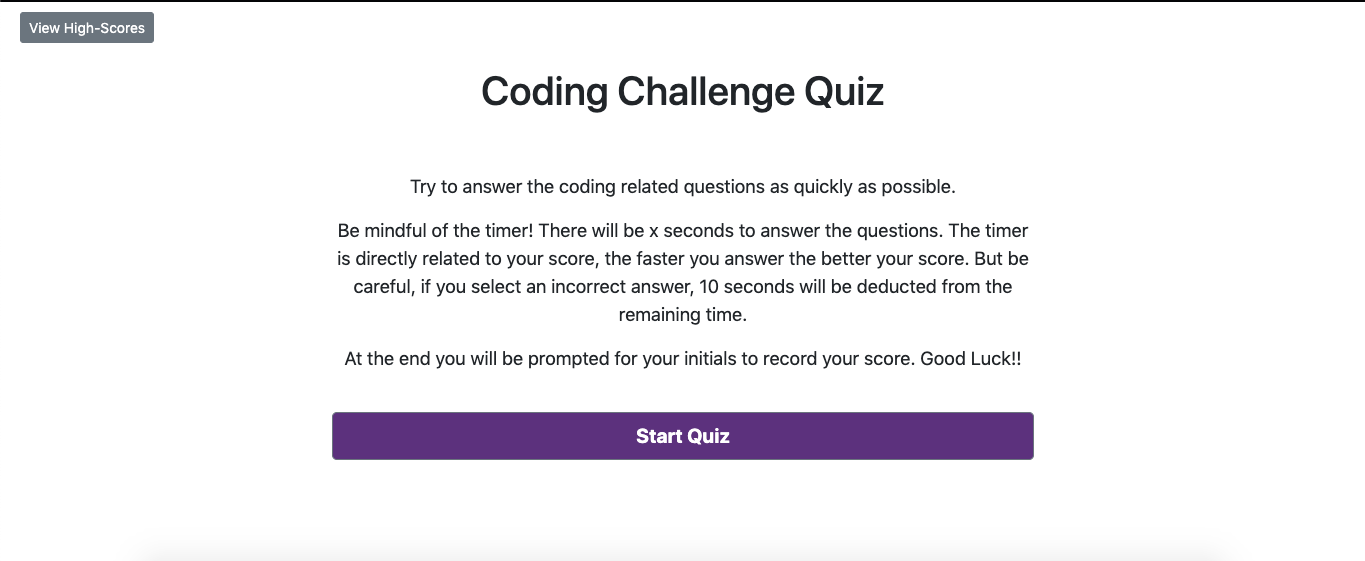 View High-Scores
Coding Challenge Quiz
Try to answer the coding related questions as quickly as possible.
Be mindful of the timer! There will be x seconds to answer the questions. The timer
is directly related to your score, the faster you answer the better your score. But be
careful, if you select an incorrect answer, 10 seconds will be deducted from the
remaining time.
At the end you will be prompted for your initials to record your score. Good Luck!!
Start Quiz